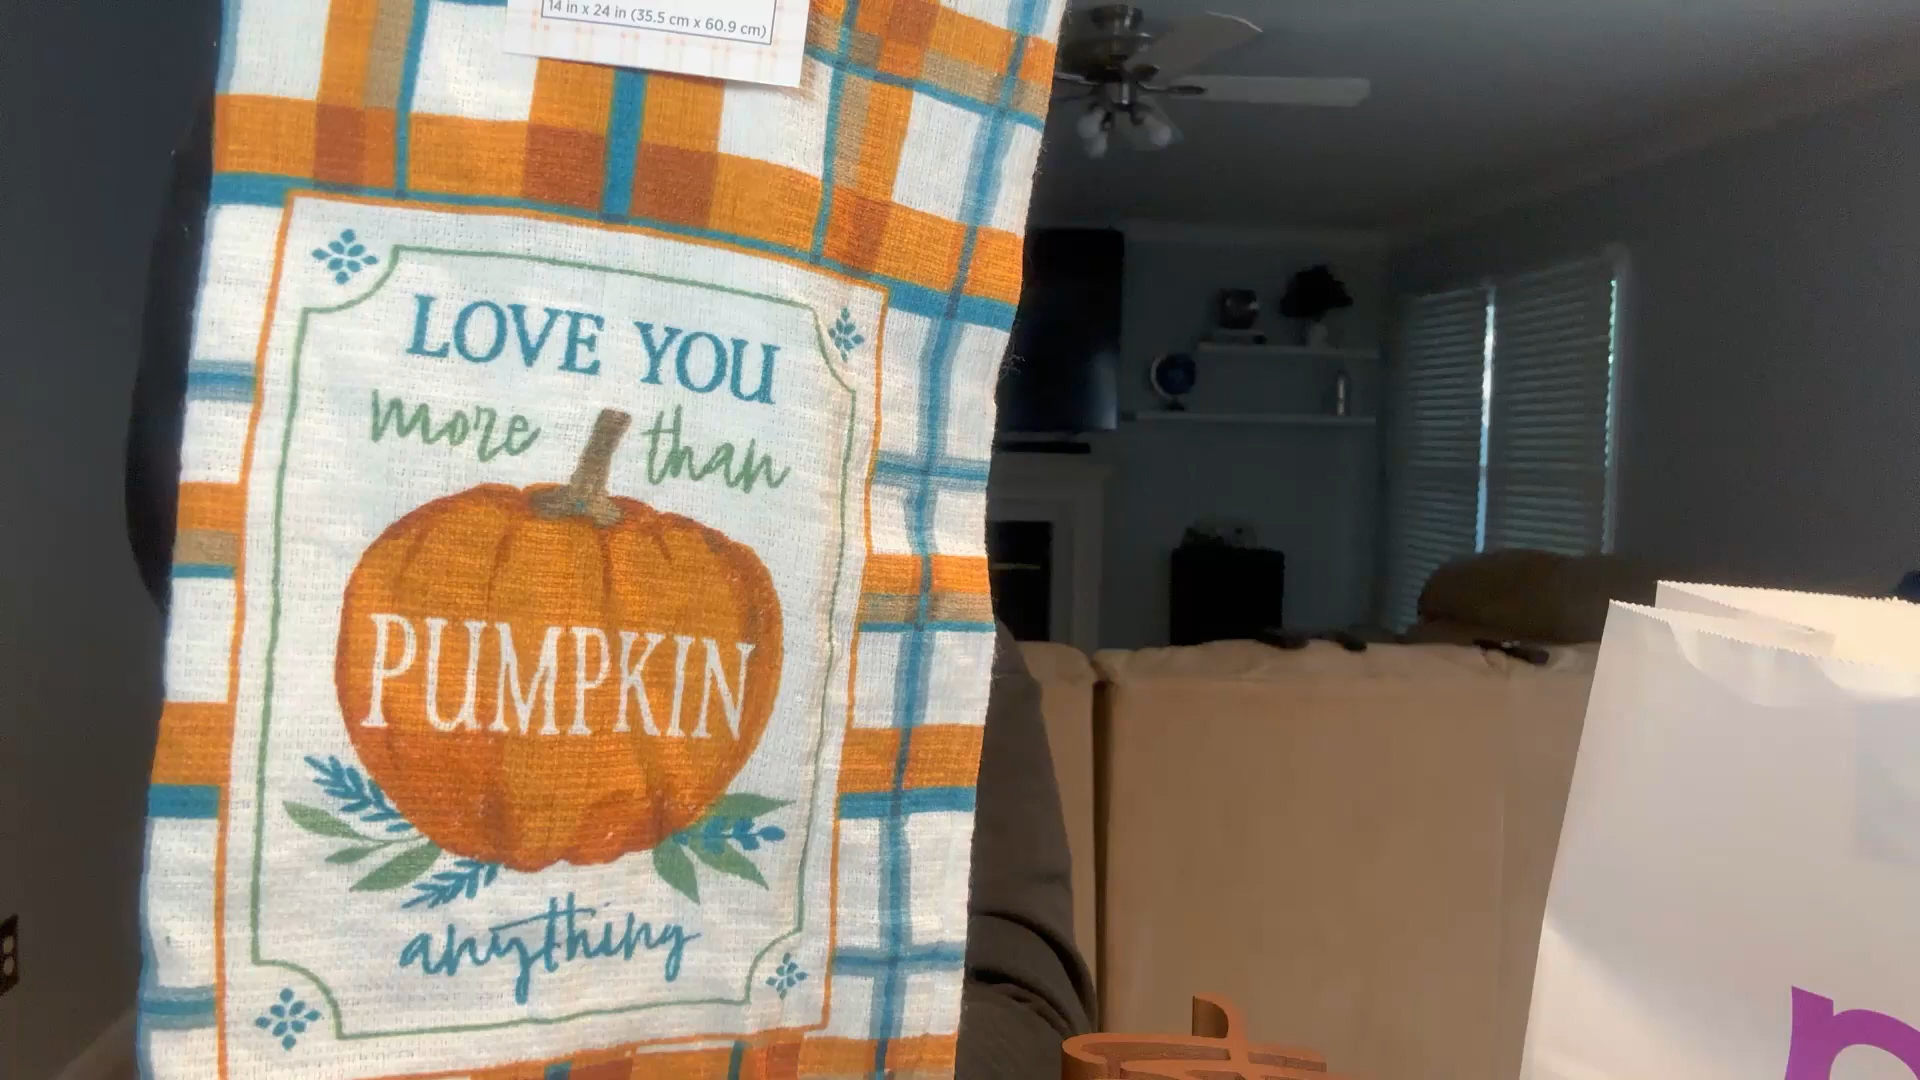 14 in x 24 in (35.5 cm x 60.9 cm)
LOVE YOU
more than
PUMPKIN
anything